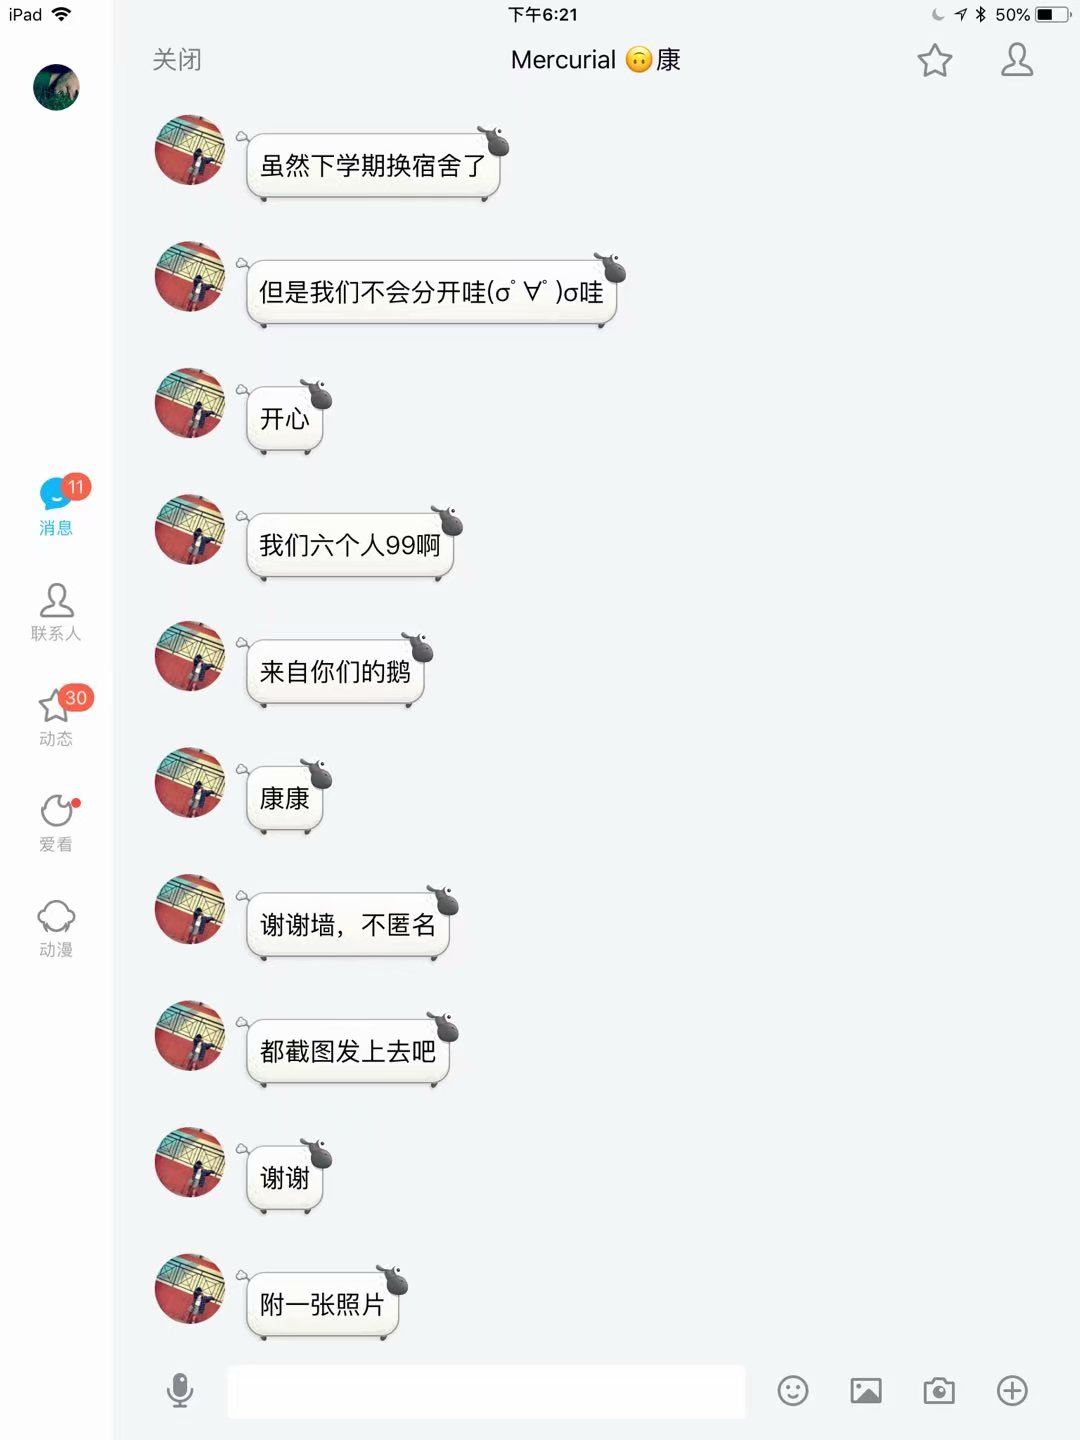 iPad 下午6:21 50%
关闭 Mercurial 🙃康
虽然下学期换宿舍了
但是我们不会分开哇(σﾟ∀ﾟ)σ哇
开心
11
消息
我们六个人99啊
联系人
来自你们的鹅
30
动态
康康
爱看
谢谢墙，不匿名
动漫
都截图发上去吧
谢谢
附一张照片